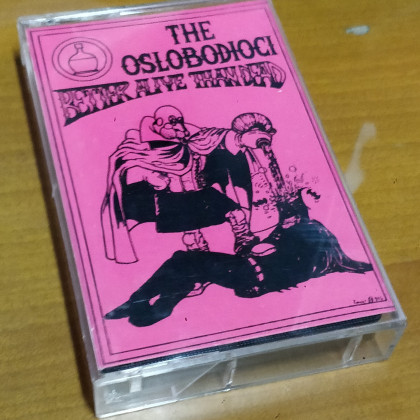 THE
OSLOBODIOCI
BETTER ALIVE THAN DEAD